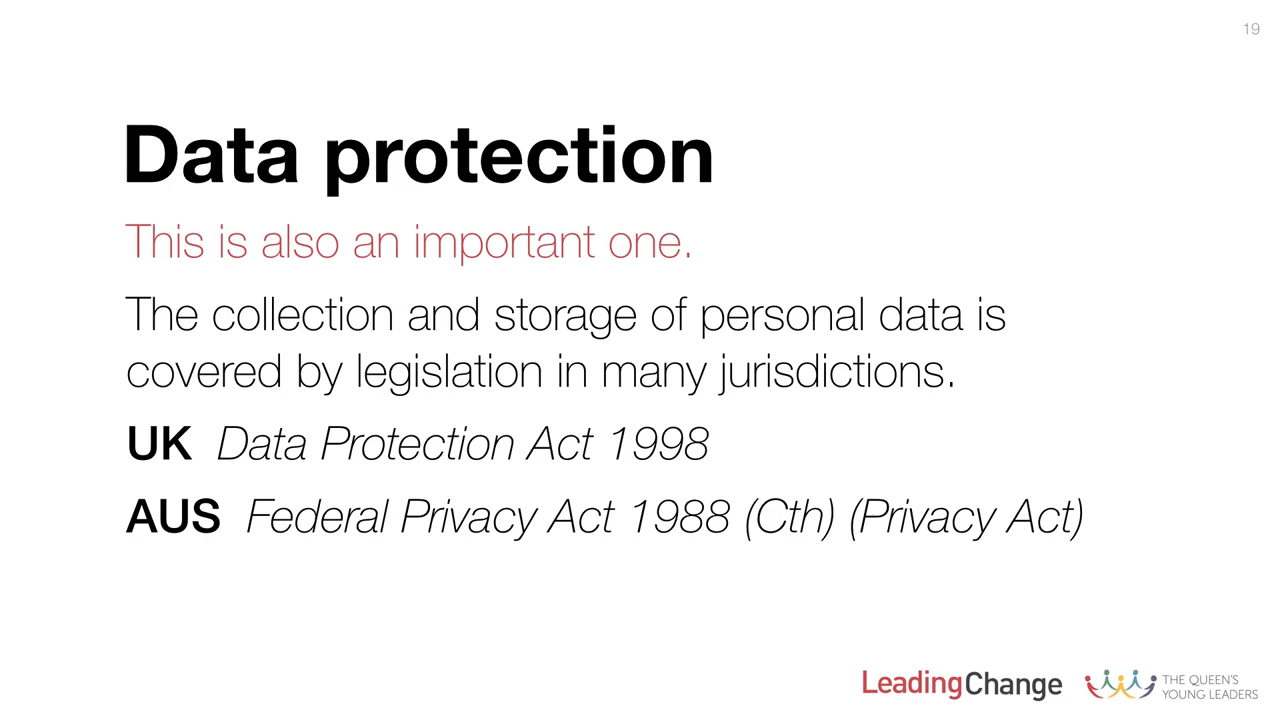 19
Data protection
This is also an important one.
The collection and storage of personal data is
covered by legislation in many jurisdictions.
UK Data Protection Act 1998
AUS Federal Privacy Act 1988 (Cth) (Privacy Act)
LeadingChange
THE QUEEN'S
YOUNG LEADERS